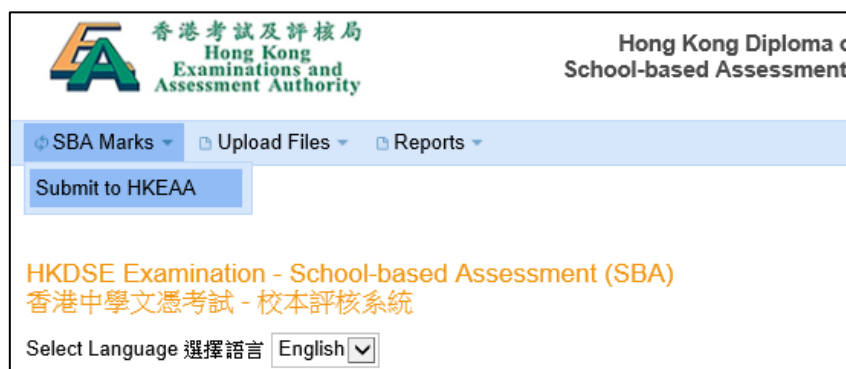 香港考試及評核局
Hong Kong
Examinations and
Assessment Authority
Hong Kong Diploma
School-based Assessment
SBA Marks
Upload Files
Reports
Submit to HKEAA
HKDSE Examination - School-based Assessment (SBA)
香港中學文憑考試 - 校本評核系統
Select Language 選擇語言 English